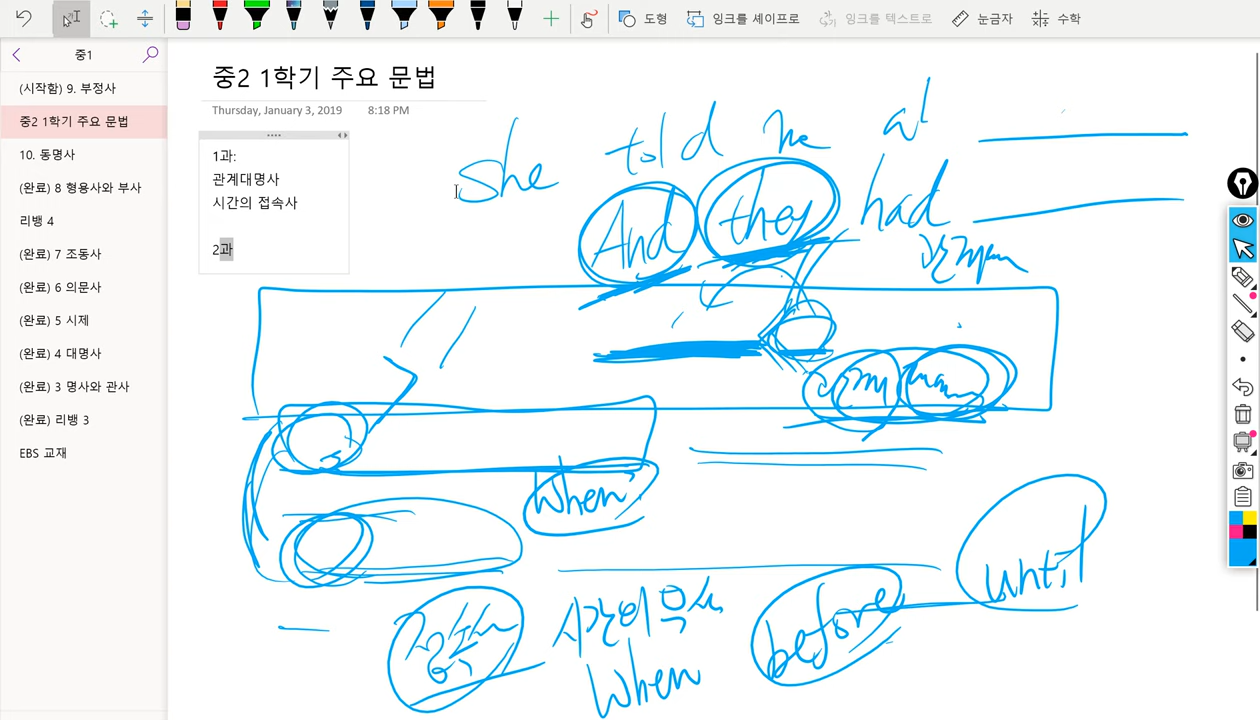 도형
잉크를 셰이프로
잉크를 텍스트로
눈금자
수학
중1
(시작함) 9. 부정사
중2 1학기 주요 문법
10. 동명사
(완료) 8 형용사와 부사
리뱅 4
(완료) 7 조동사
(완료) 6 의문사
(완료) 5 시제
(완료) 4 대명사
(완료) 3 명사와 관사
(완료) 리뱅 3
EBS 교재
중2 1학기 주요 문법
Thursday, January 3, 2019 8:18 PM
1과:
관계대명사
시간의 접속사
2과
She told me
And they had
when
until
접속사 시간의 before
When